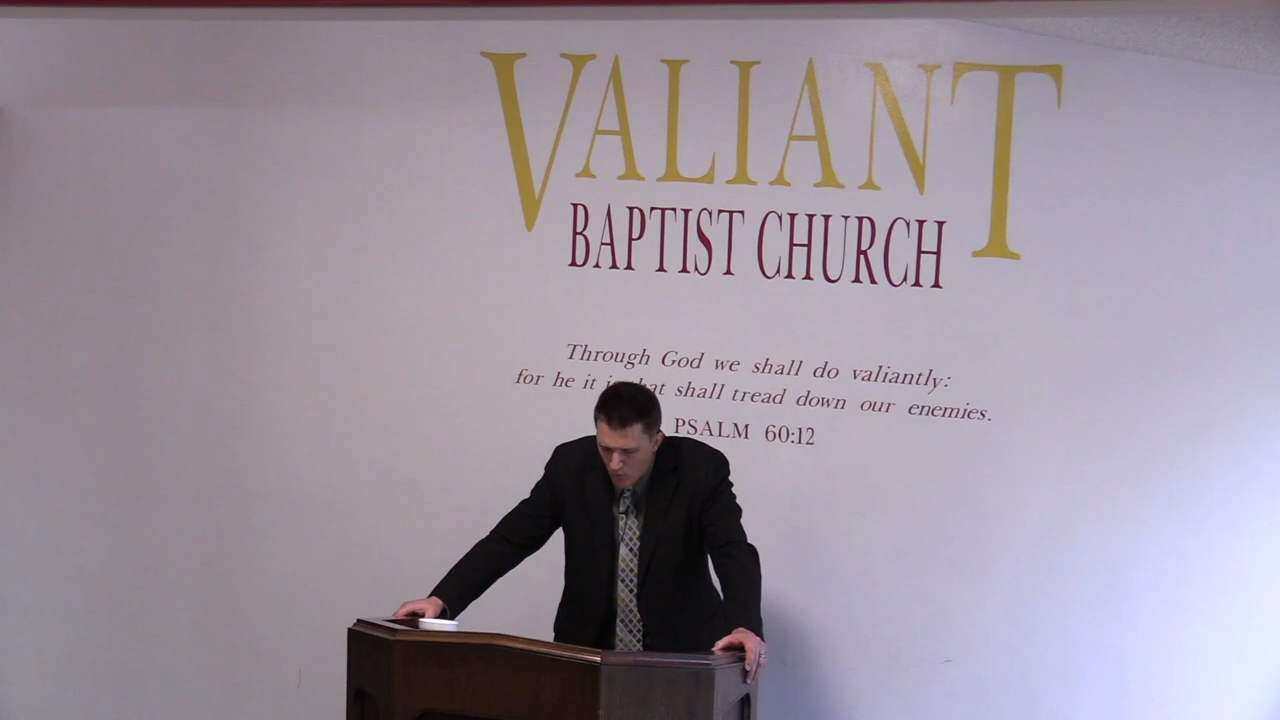 VALIANT
BAPTIST CHURCH
Through God we shall do valiantly:
for he it that shall tread down our enemies.
PSALM 60:12